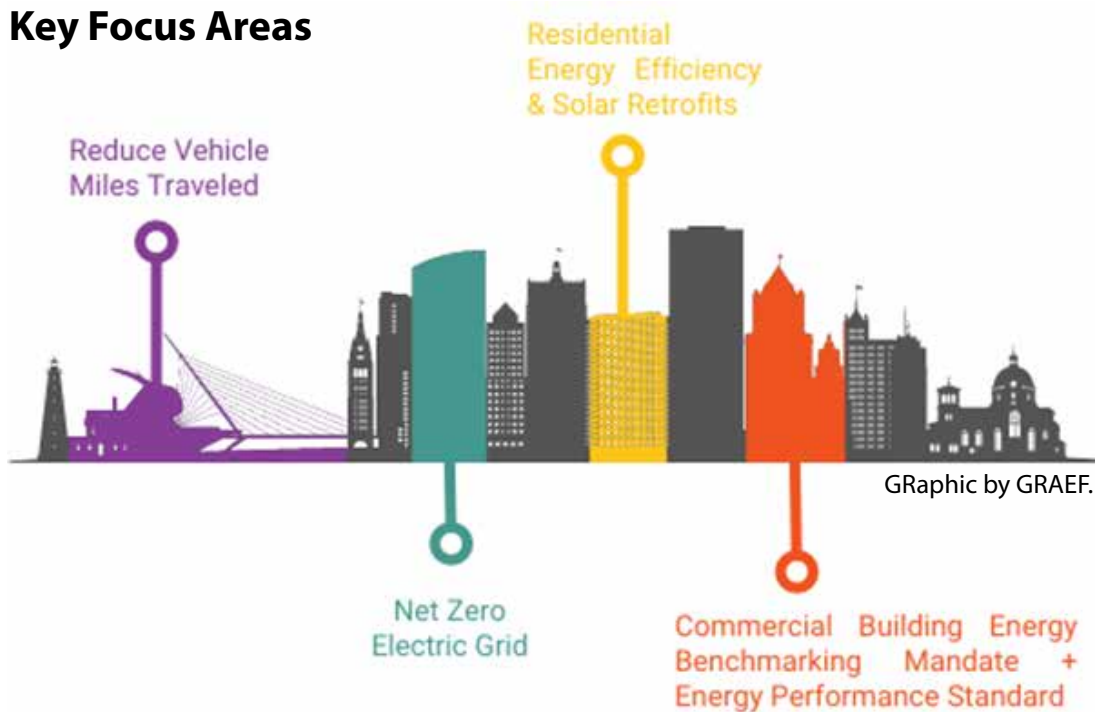 Key Focus Areas
Residential
Energy Efficiency
& Solar Retrofits
Reduce Vehicle
Miles Traveled
GRaphic by GRAEF.
Net Zero
Electric Grid
Commercial Building Energy
Benchmarking Mandate +
Energy Performance Standard